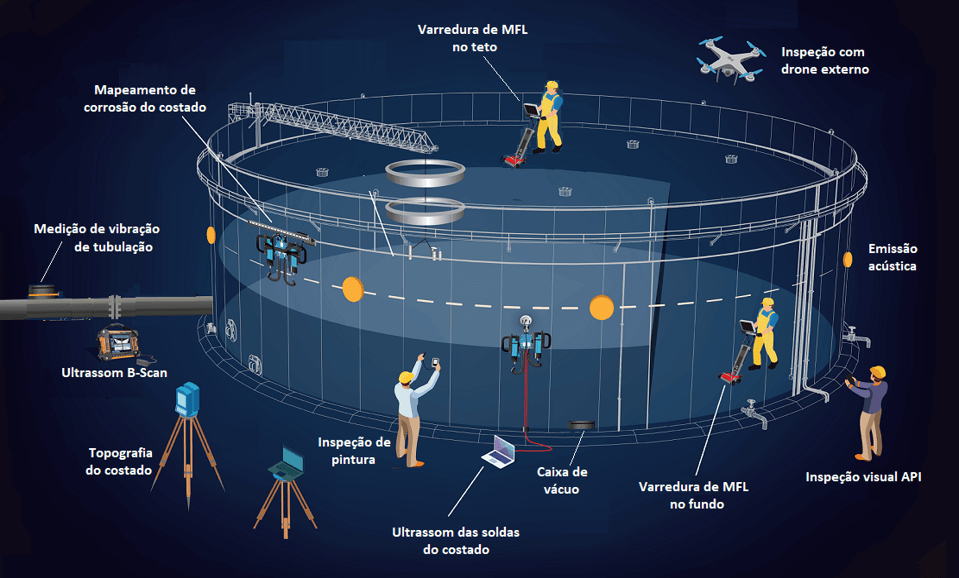 Varredura de MFL
no teto
Inspeção com
drone externo
Mapeamento de
corrosão do costado
Medição de vibração
de tubulação
Emissão
acústica
Ultrassom B-Scan
Topografia
do costado
Inspeção de
pintura
Caixa de
vácuo
Varredura de MFL
no fundo
Inspeção visual API
Ultrassom das soldas
do costado